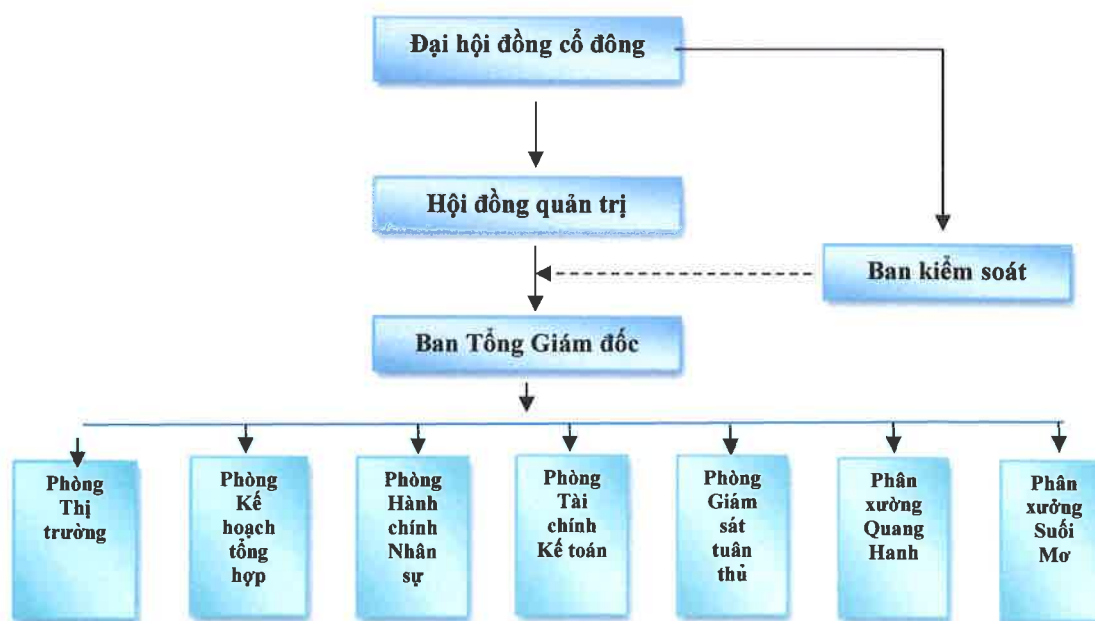 Đại hội đồng cổ đông
Hội đồng quản trị
Ban kiểm soát
Ban Tổng Giám đốc
Phòng
Thị
trường
Phòng
Kế
hoạch
tổng
hợp
Phòng
Hành
chính
Nhân
sự
Phòng
Tài
chính
Kế toán
Phòng
Giám
sát
tuân
thủ
Phân
xường
Quang
Hanh
Phân
xưởng
Suối
Mơ